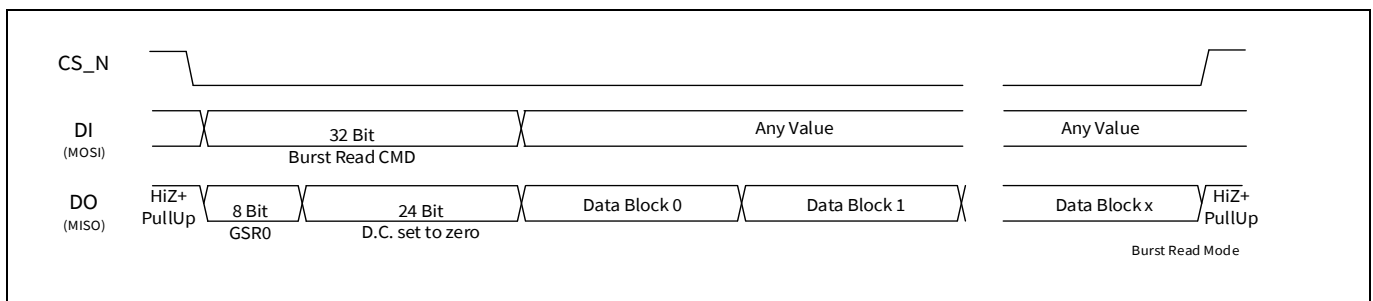 CS_N
DI
(MOSI)
32 Bit
Burst Read CMD
Any Value
Any Value
DO
(MISO)
HiZ+
PullUp
8 Bit
GSR0
24 Bit
D.C. set to zero
Data Block 0
Data Block 1
Data Block x
HiZ+
PullUp
Burst Read Mode